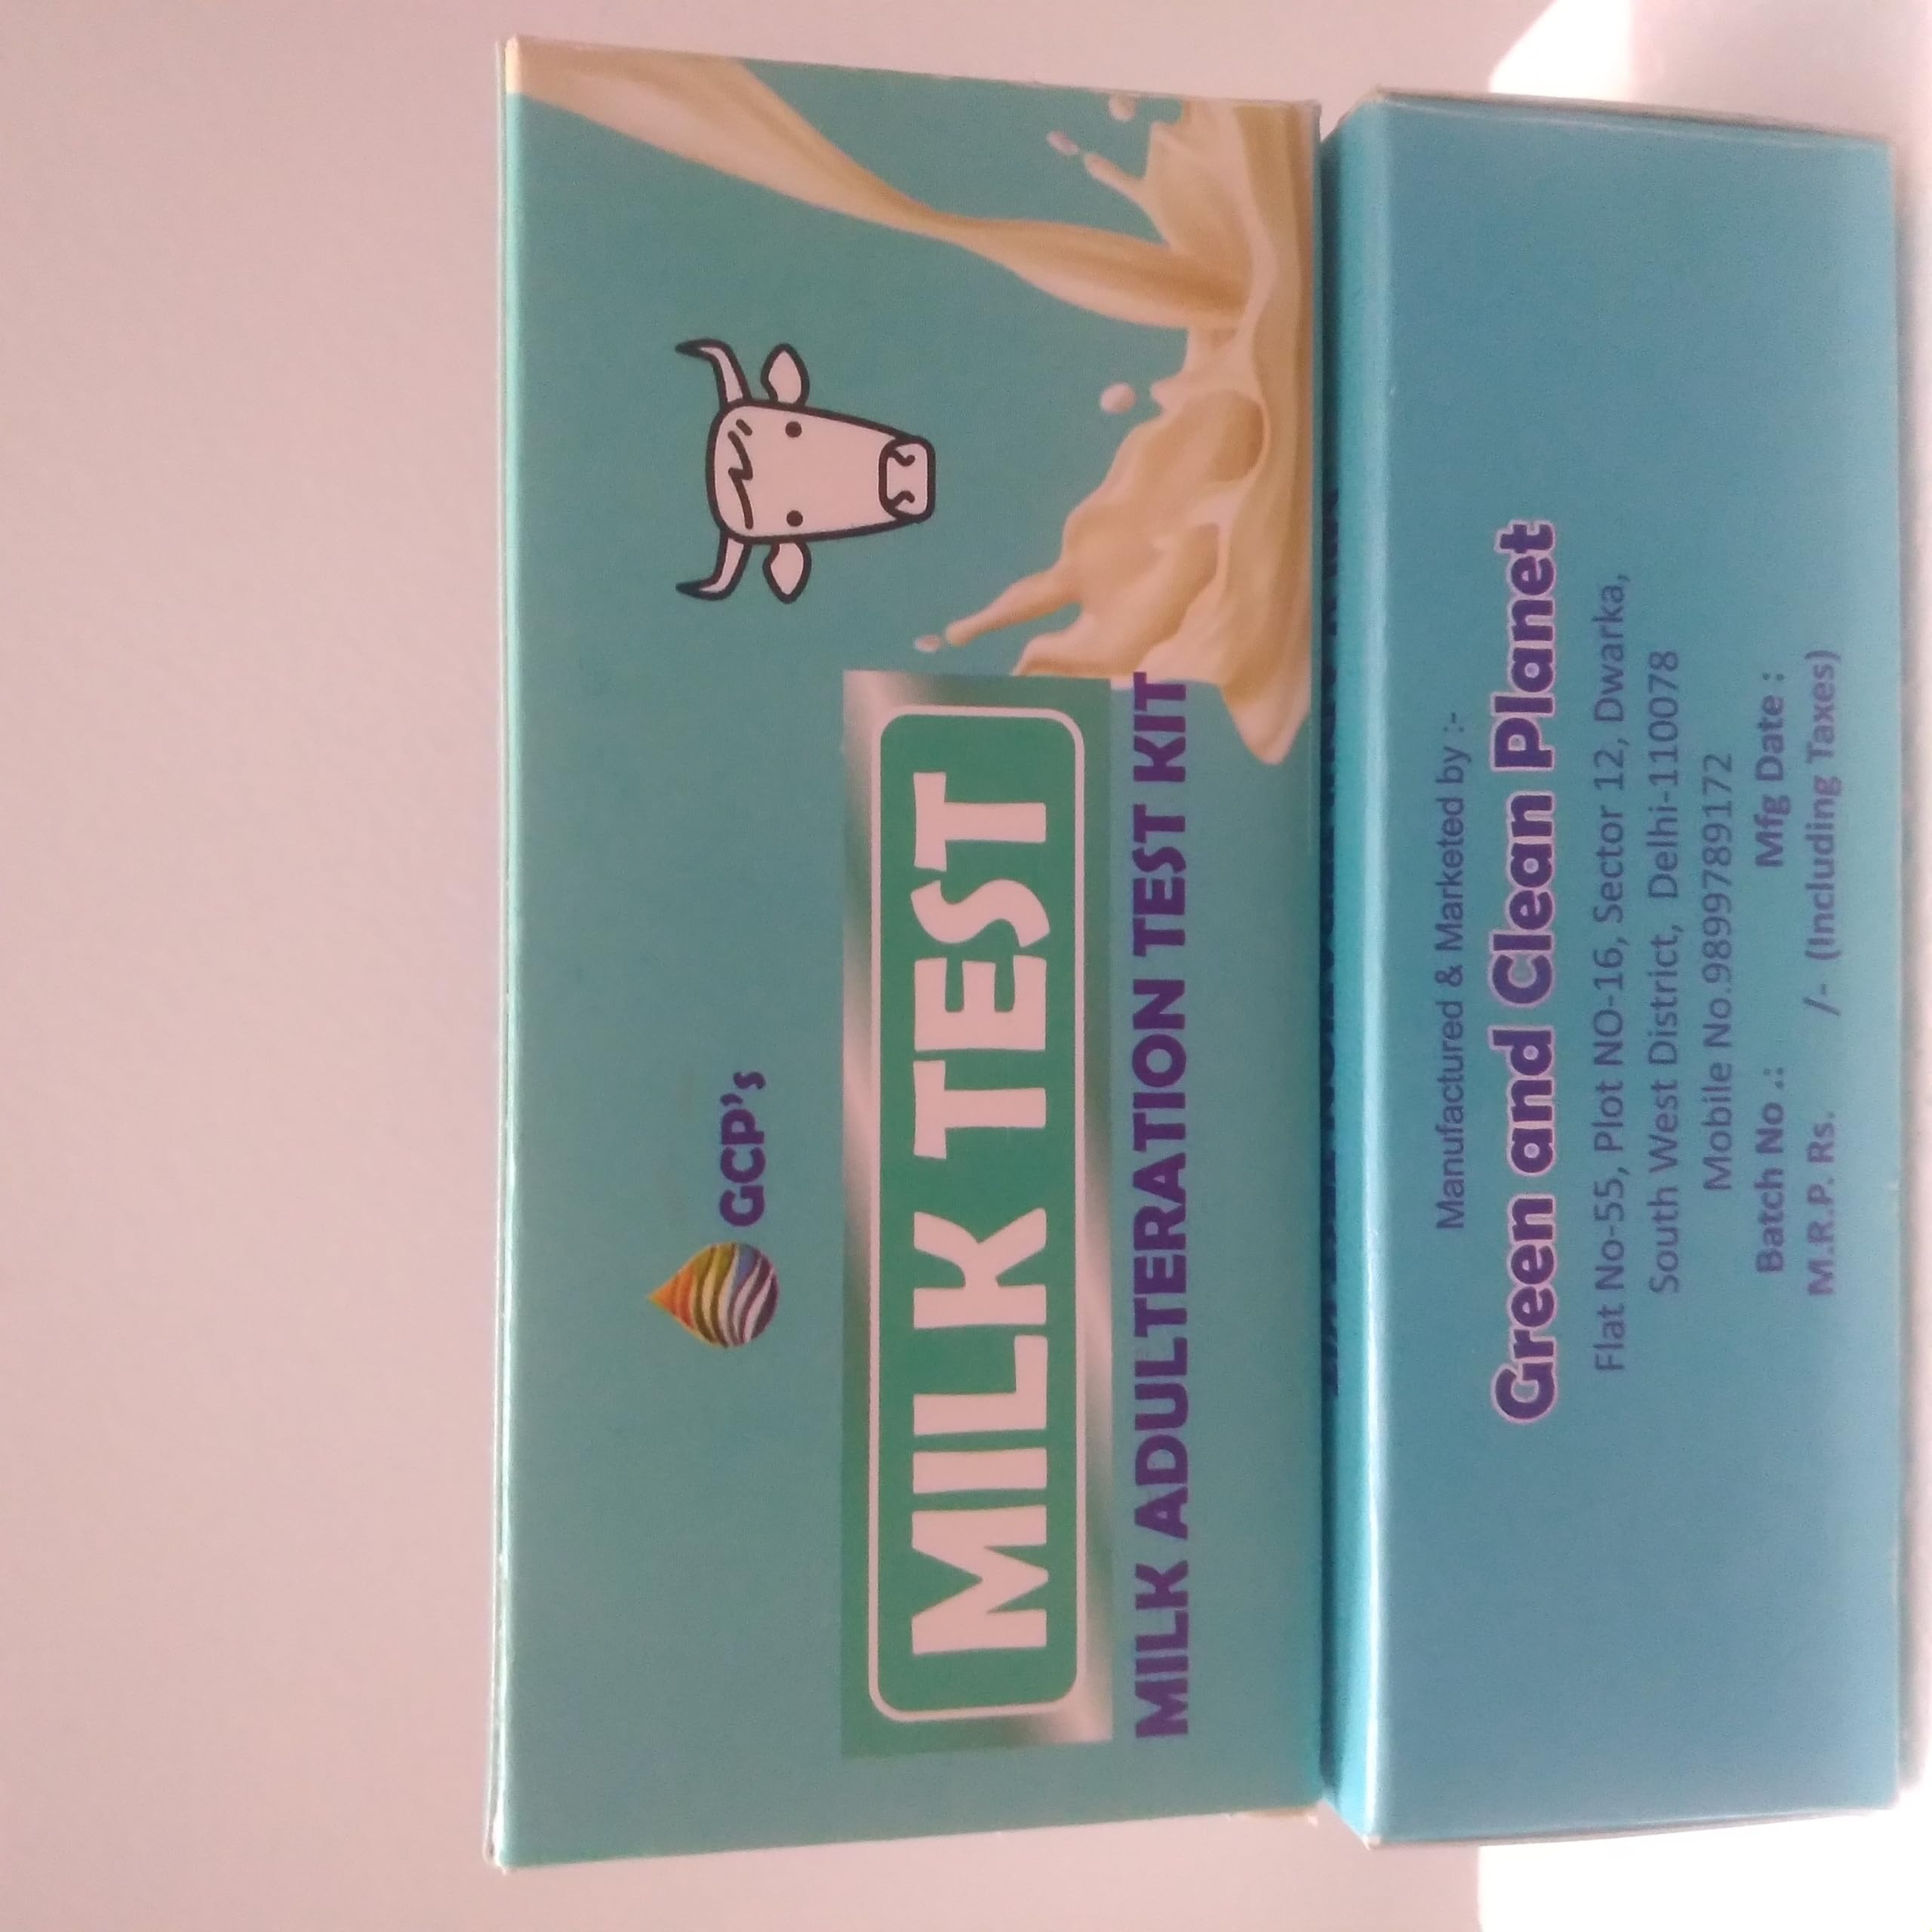 GCP's
MILK TEST
MILK ADULTERATION TEST KIT
Manufactured & Marketed by :-
Green and Clean Planet
Flat No-55, Plot NO-16, Sector 12, Dwarka,
South West District, Delhi-110078
Mobile No.9899789172
Batch No .: Mfg Date :
M.R.P. Rs. /- (Including Taxes)